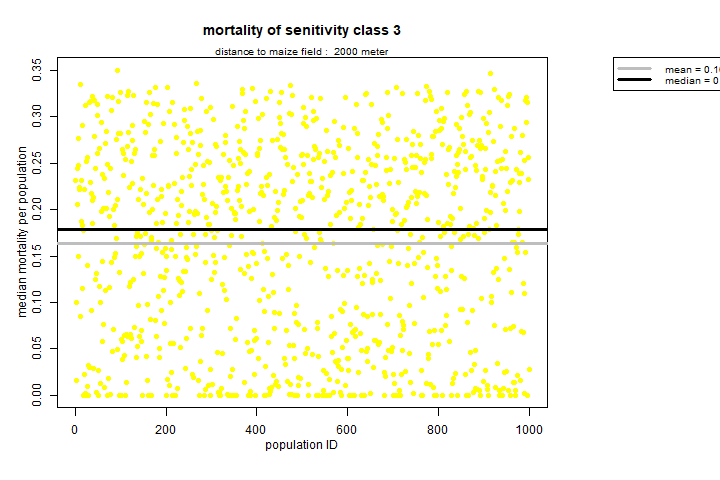 mortality of senitivity class 3
distance to maize field : 2000 meter
mean = 0.1
median = 0
median mortality per population
0.35
0.30
0.25
0.20
0.15
0.10
0.05
0.00
0 200 400 600 800 1000
population ID